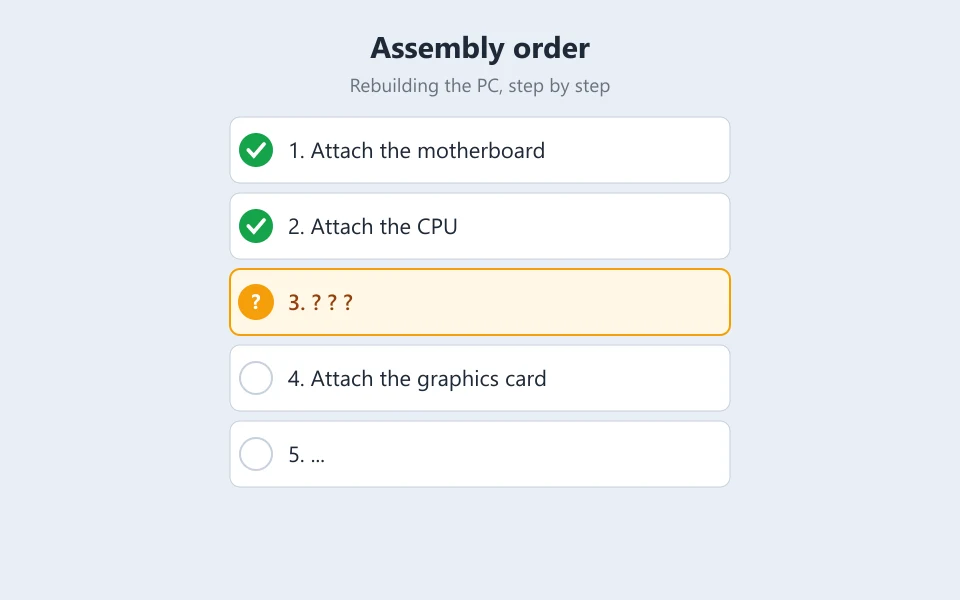 Assembly order
Rebuilding the PC, step by step
1. Attach the motherboard
2. Attach the CPU
?
3. ? ? ?
4. Attach the graphics card
5. ...